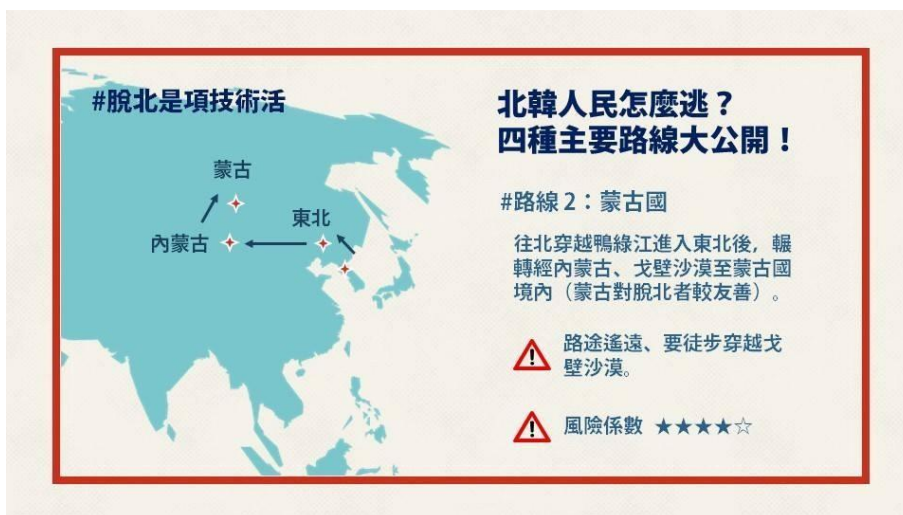 #脫北是項技術活
蒙古
東北
內蒙古
北韓人民怎麼逃？
四種主要路線大公開！
#路線2：蒙古國
往北穿越鴨綠江進入東北後，輾
轉經內蒙古、戈壁沙漠至蒙古國
境內（蒙古對脫北者較友善）。
路途遙遠、要徒步穿越戈
壁沙漠。
風險係數 ★★★★☆